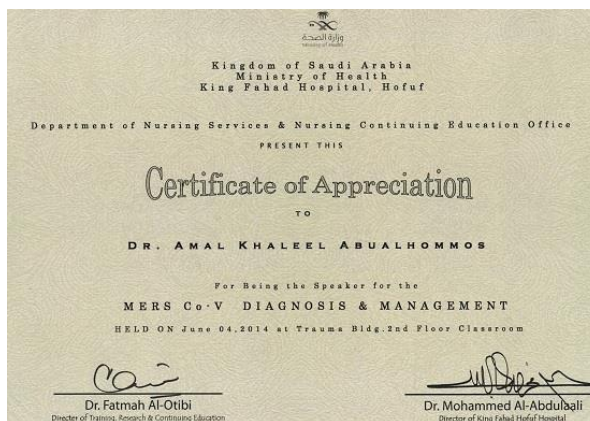 وزارة الصحة
Ministry of Health
Kingdom of Saudi Arabia
Ministry of Health
King Fahad Hospital, Hofuf
Department of Nursing Services & Nursing Continuing Education Office
PRESENT THIS
Certificate of Appreciation
TO
DR. AMAL KHALEEL ABUALHOMMOS
For Being the Speaker for the
MERS Co-V DIAGNOSIS & MANAGEMENT
HELD ON June 04,2014 at Trauma Bldg.2nd Floor Classroom
Dr. Fatmah Al-Otibi
Dr. Mohammed Al-Abdulaali
Director of Training, Research & Continuing Education
Director of King Fahad Hofuf Hospital